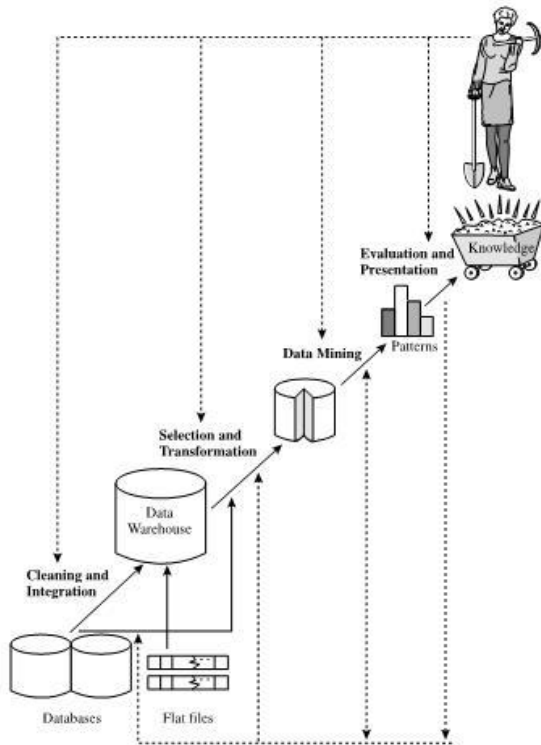 Evaluation and
Presentation
Knowledge
Patterns
Data Mining
Selection and
Transformation
Data
Warehouse
Cleaning and
Integration
Databases
Flat files